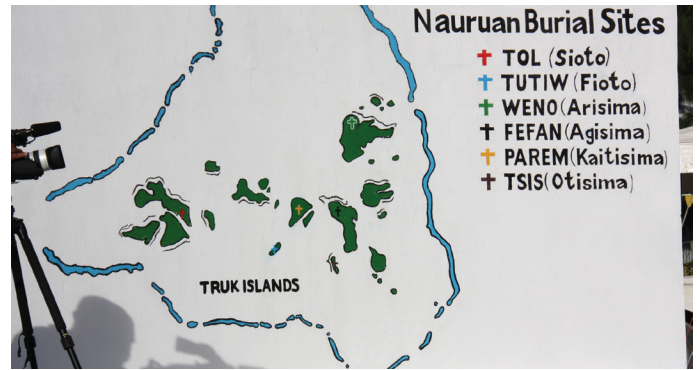 Nauruan Burial Sites
TOL (Sioto)
TUTIW (Fioto)
WENO (Arisima)
FEFAN (Agisima)
PAREM (Kaitisima)
TSIS (Otisima)
TRUK ISLANDS